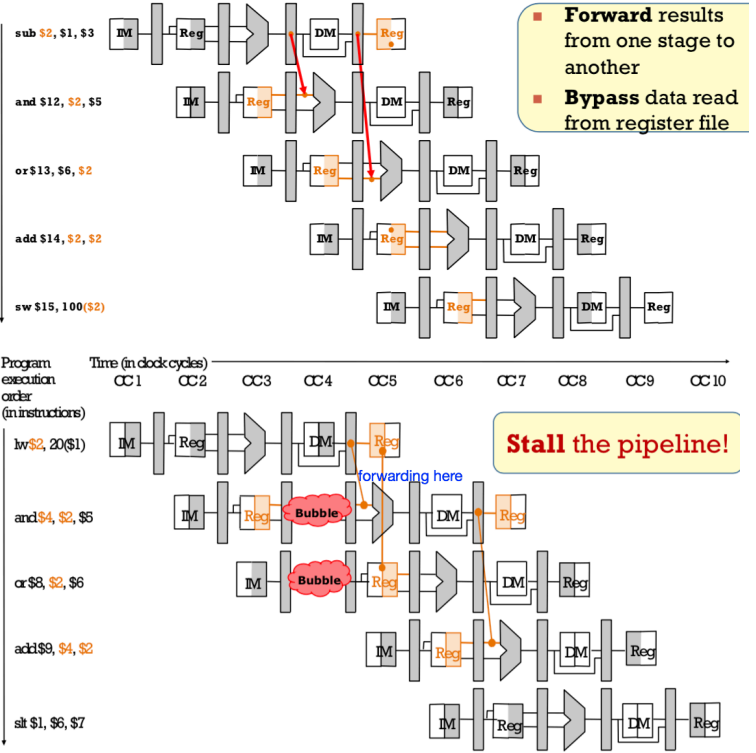 sub $2, $1, $3
IM Reg DM Reg
▪ Forward results
from one stage to
another
▪ Bypass data read
from register file
and $12, $2, $5
IM Reg DM Reg
or $13, $6, $2
IM Reg DM Reg
add $14, $2, $2
IM Reg DM Reg
sw $15, 100($2)
IM Reg DM Reg
Program
execution
order
(in instructions)
Time (in clock cycles)
CC 1 CC 2 CC 3 CC 4 CC 5 CC 6 CC 7 CC 8 CC 9 CC 10
lw $2, 20($1)
IM Reg DM Reg
Stall the pipeline!
forwarding here
and $4, $2, $5
IM Reg Bubble DM Reg
or $8, $2, $6
IM Bubble Reg DM Reg
add $9, $4, $2
IM Reg DM Reg
slt $1, $6, $7
IM Reg DM Reg